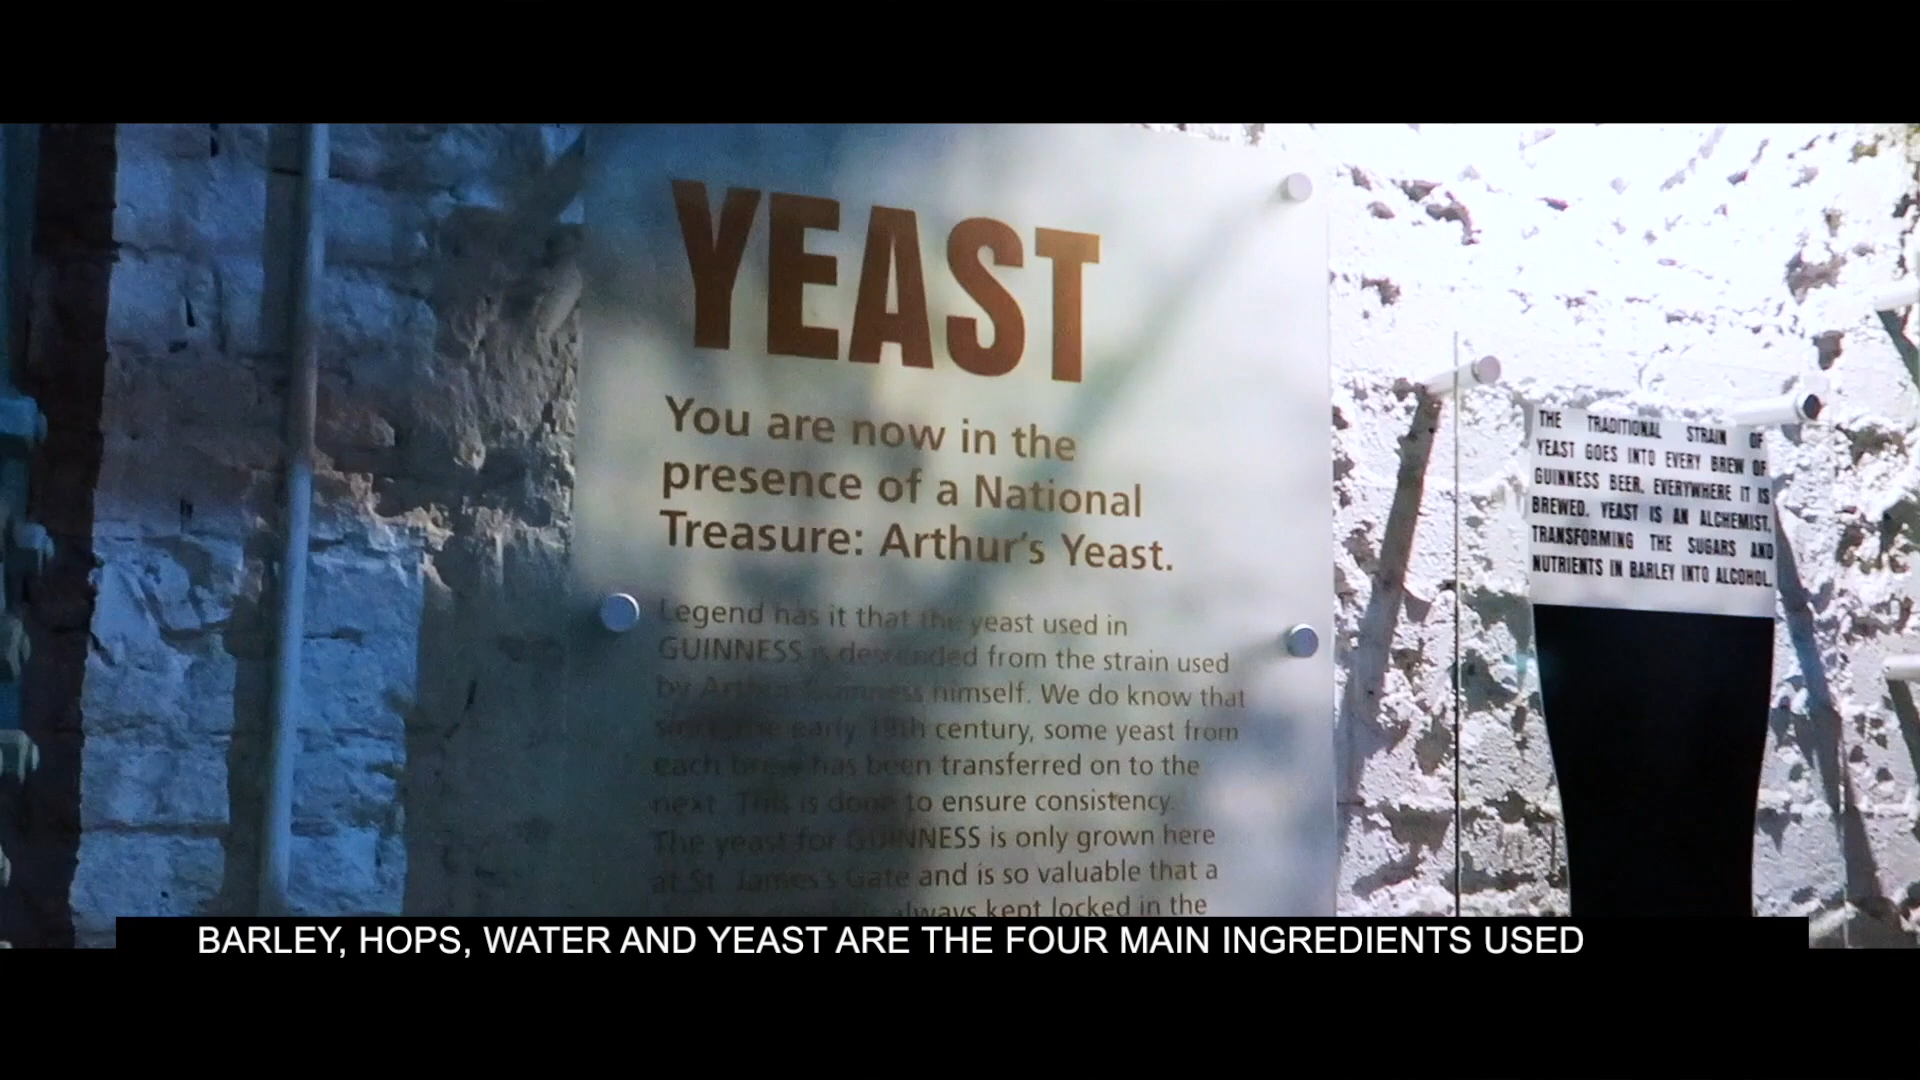 YEAST
You are now in the
presence of a National
Treasure: Arthur's Yeast.
Legend has it that the yeast used in
GUINNESS is descended from the strain used
by Arthur Guinness himself. We do know that
since the early 19th century, some yeast from
each brew has been transferred on to the
next. This is done to ensure consistency.
The yeast for GUINNESS is only grown here
at St. James's Gate and is so valuable that a
always kept locked in the
THE TRADITIONAL STRAIN OF
YEAST GOES INTO EVERY BREW OF
GUINNESS BEER, EVERYWHERE IT IS
BREWED. YEAST IS AN ALCHEMIST,
TRANSFORMING THE SUGARS AND
NUTRIENTS IN BARLEY INTO ALCOHOL.
BARLEY, HOPS, WATER AND YEAST ARE THE FOUR MAIN INGREDIENTS USED